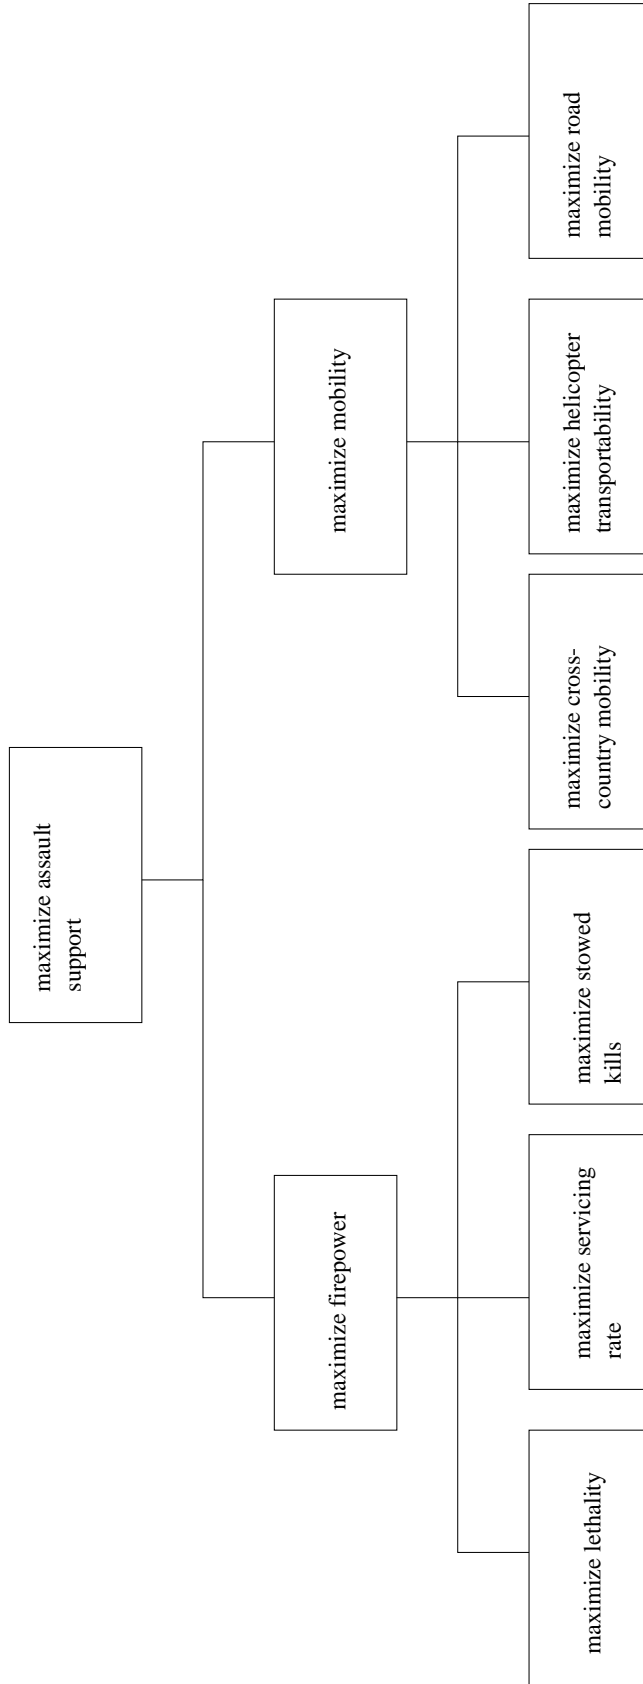 maximize assault
support
maximize firepower
maximize mobility
maximize lethality
maximize servicing
rate
maximize stowed
kills
maximize cross-
country mobility
maximize helicopter
transportability
maximize road
mobility